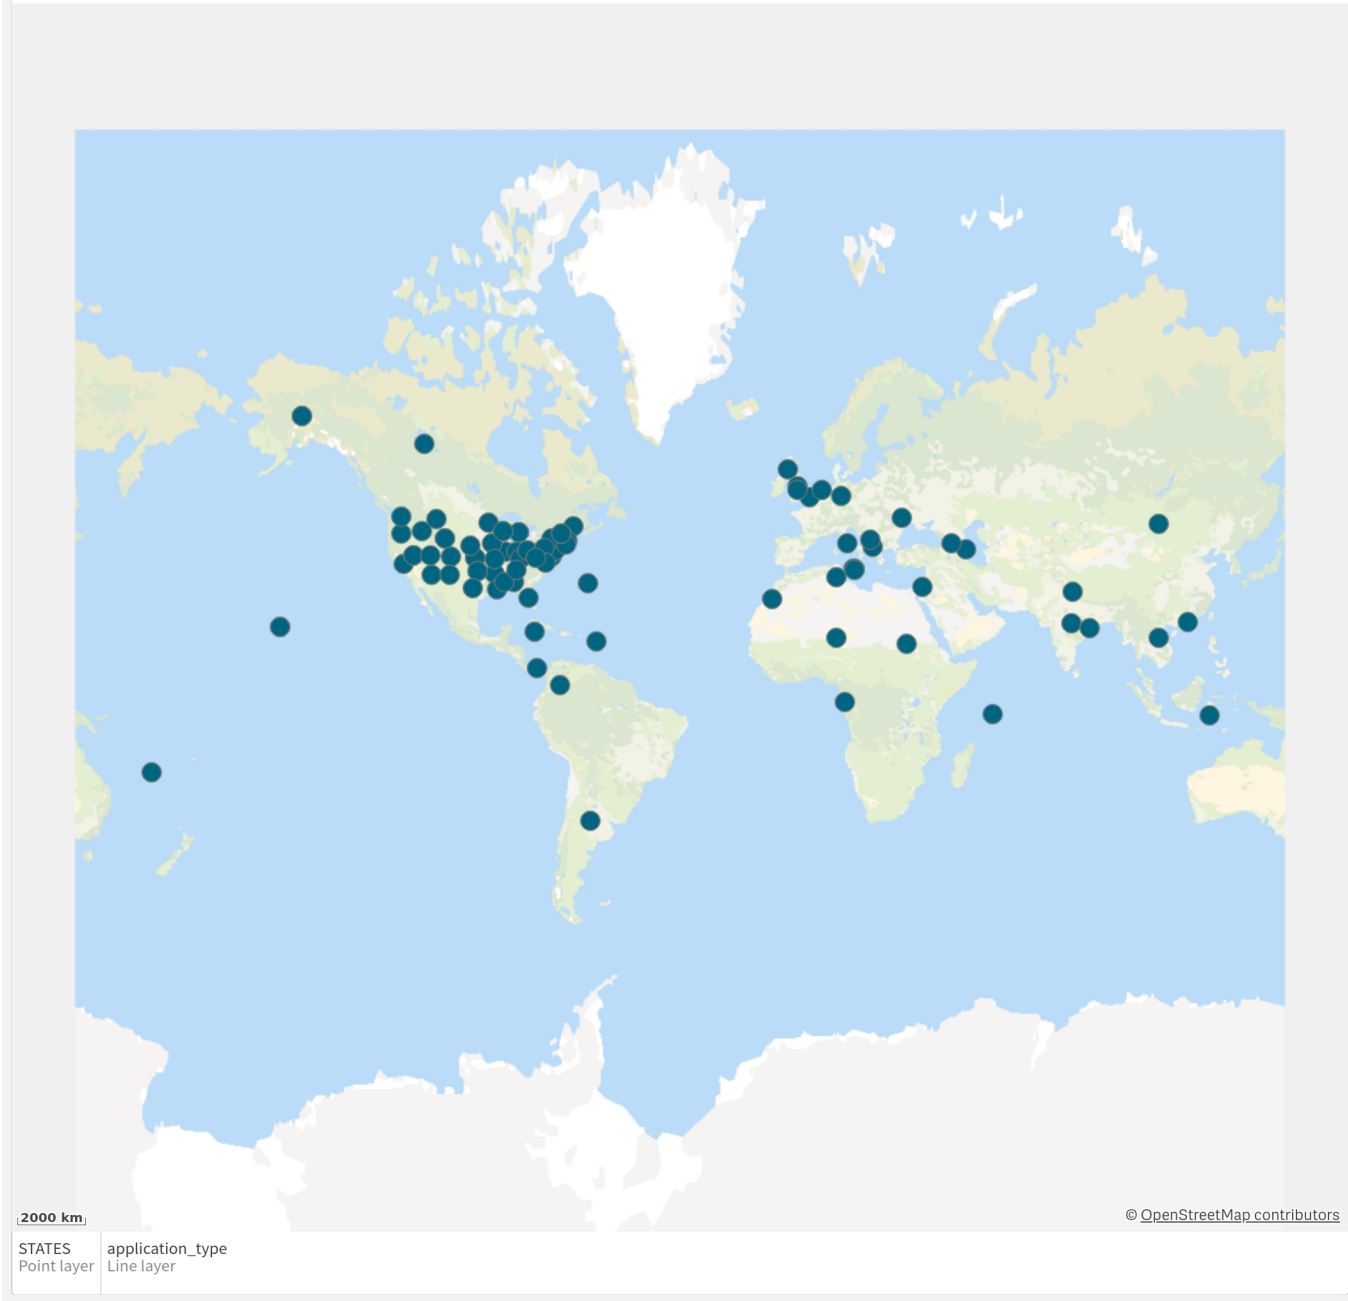 2000 km
© OpenStreetMap contributors
STATES
Point layer
application_type
Line layer